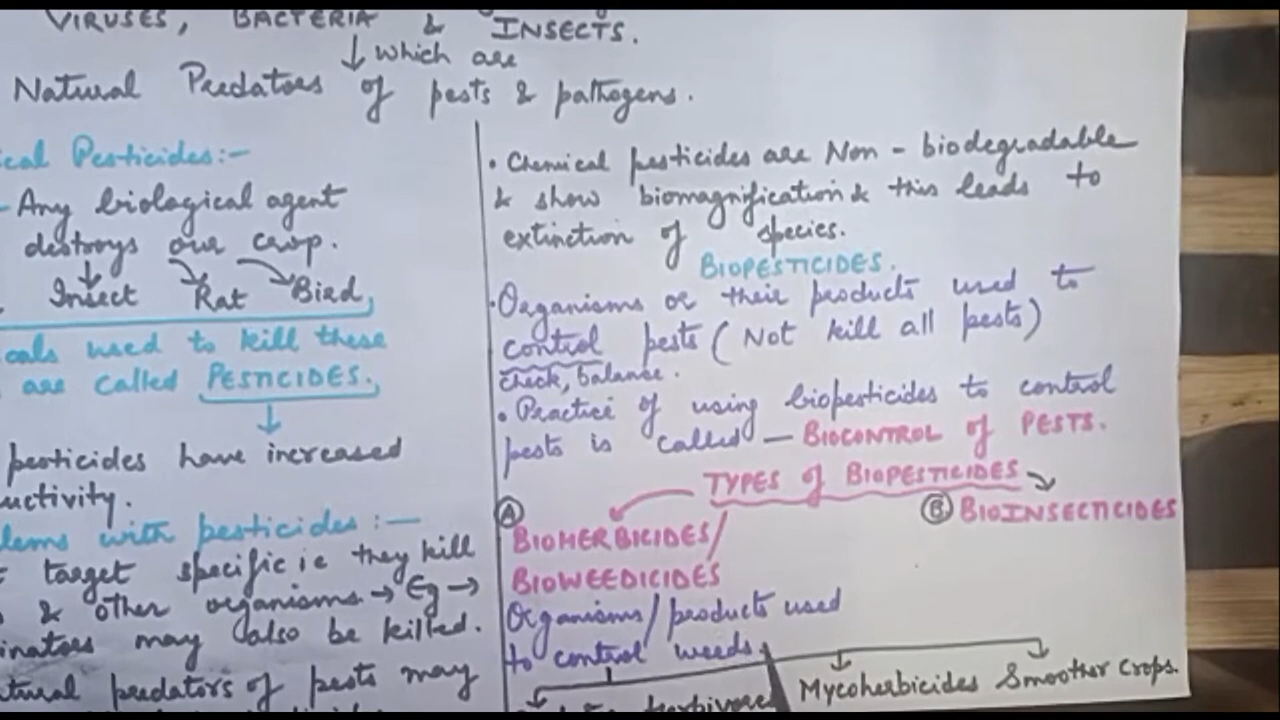 VIRUSES, BACTERIA & INSECTS.
↓ which are
Natural Predators of pests & pathogens.
cal Pesticides:-
- Any biological agent
destroys our crop.
Insect Rat Bird,
cals used to kill these
are called PESTICIDES.
↓
pesticides have increased
uctivity.
lems with pesticides :-
target specific i.e they kill
& other organisms → Eg →
inators may also be killed.
tural predators of pests may
• Chemical pesticides are Non-biodegradable
& show biomagnification & this leads to
extinction of species.
BIOPESTICIDES.
• Organisms or their products used to
control pests (Not kill all pests)
check, balance.
• Practice of using biopesticides to control
pests is called — BIOCONTROL of PESTS.
TYPES of BIOPESTICIDES
Ⓐ Ⓑ BIOINSECTICIDES
BIOHERBICIDES/
BIOWEEDICIDES
Organisms/products used
to control weeds.
Herbivore Mycoherbicides Smoother Crops.